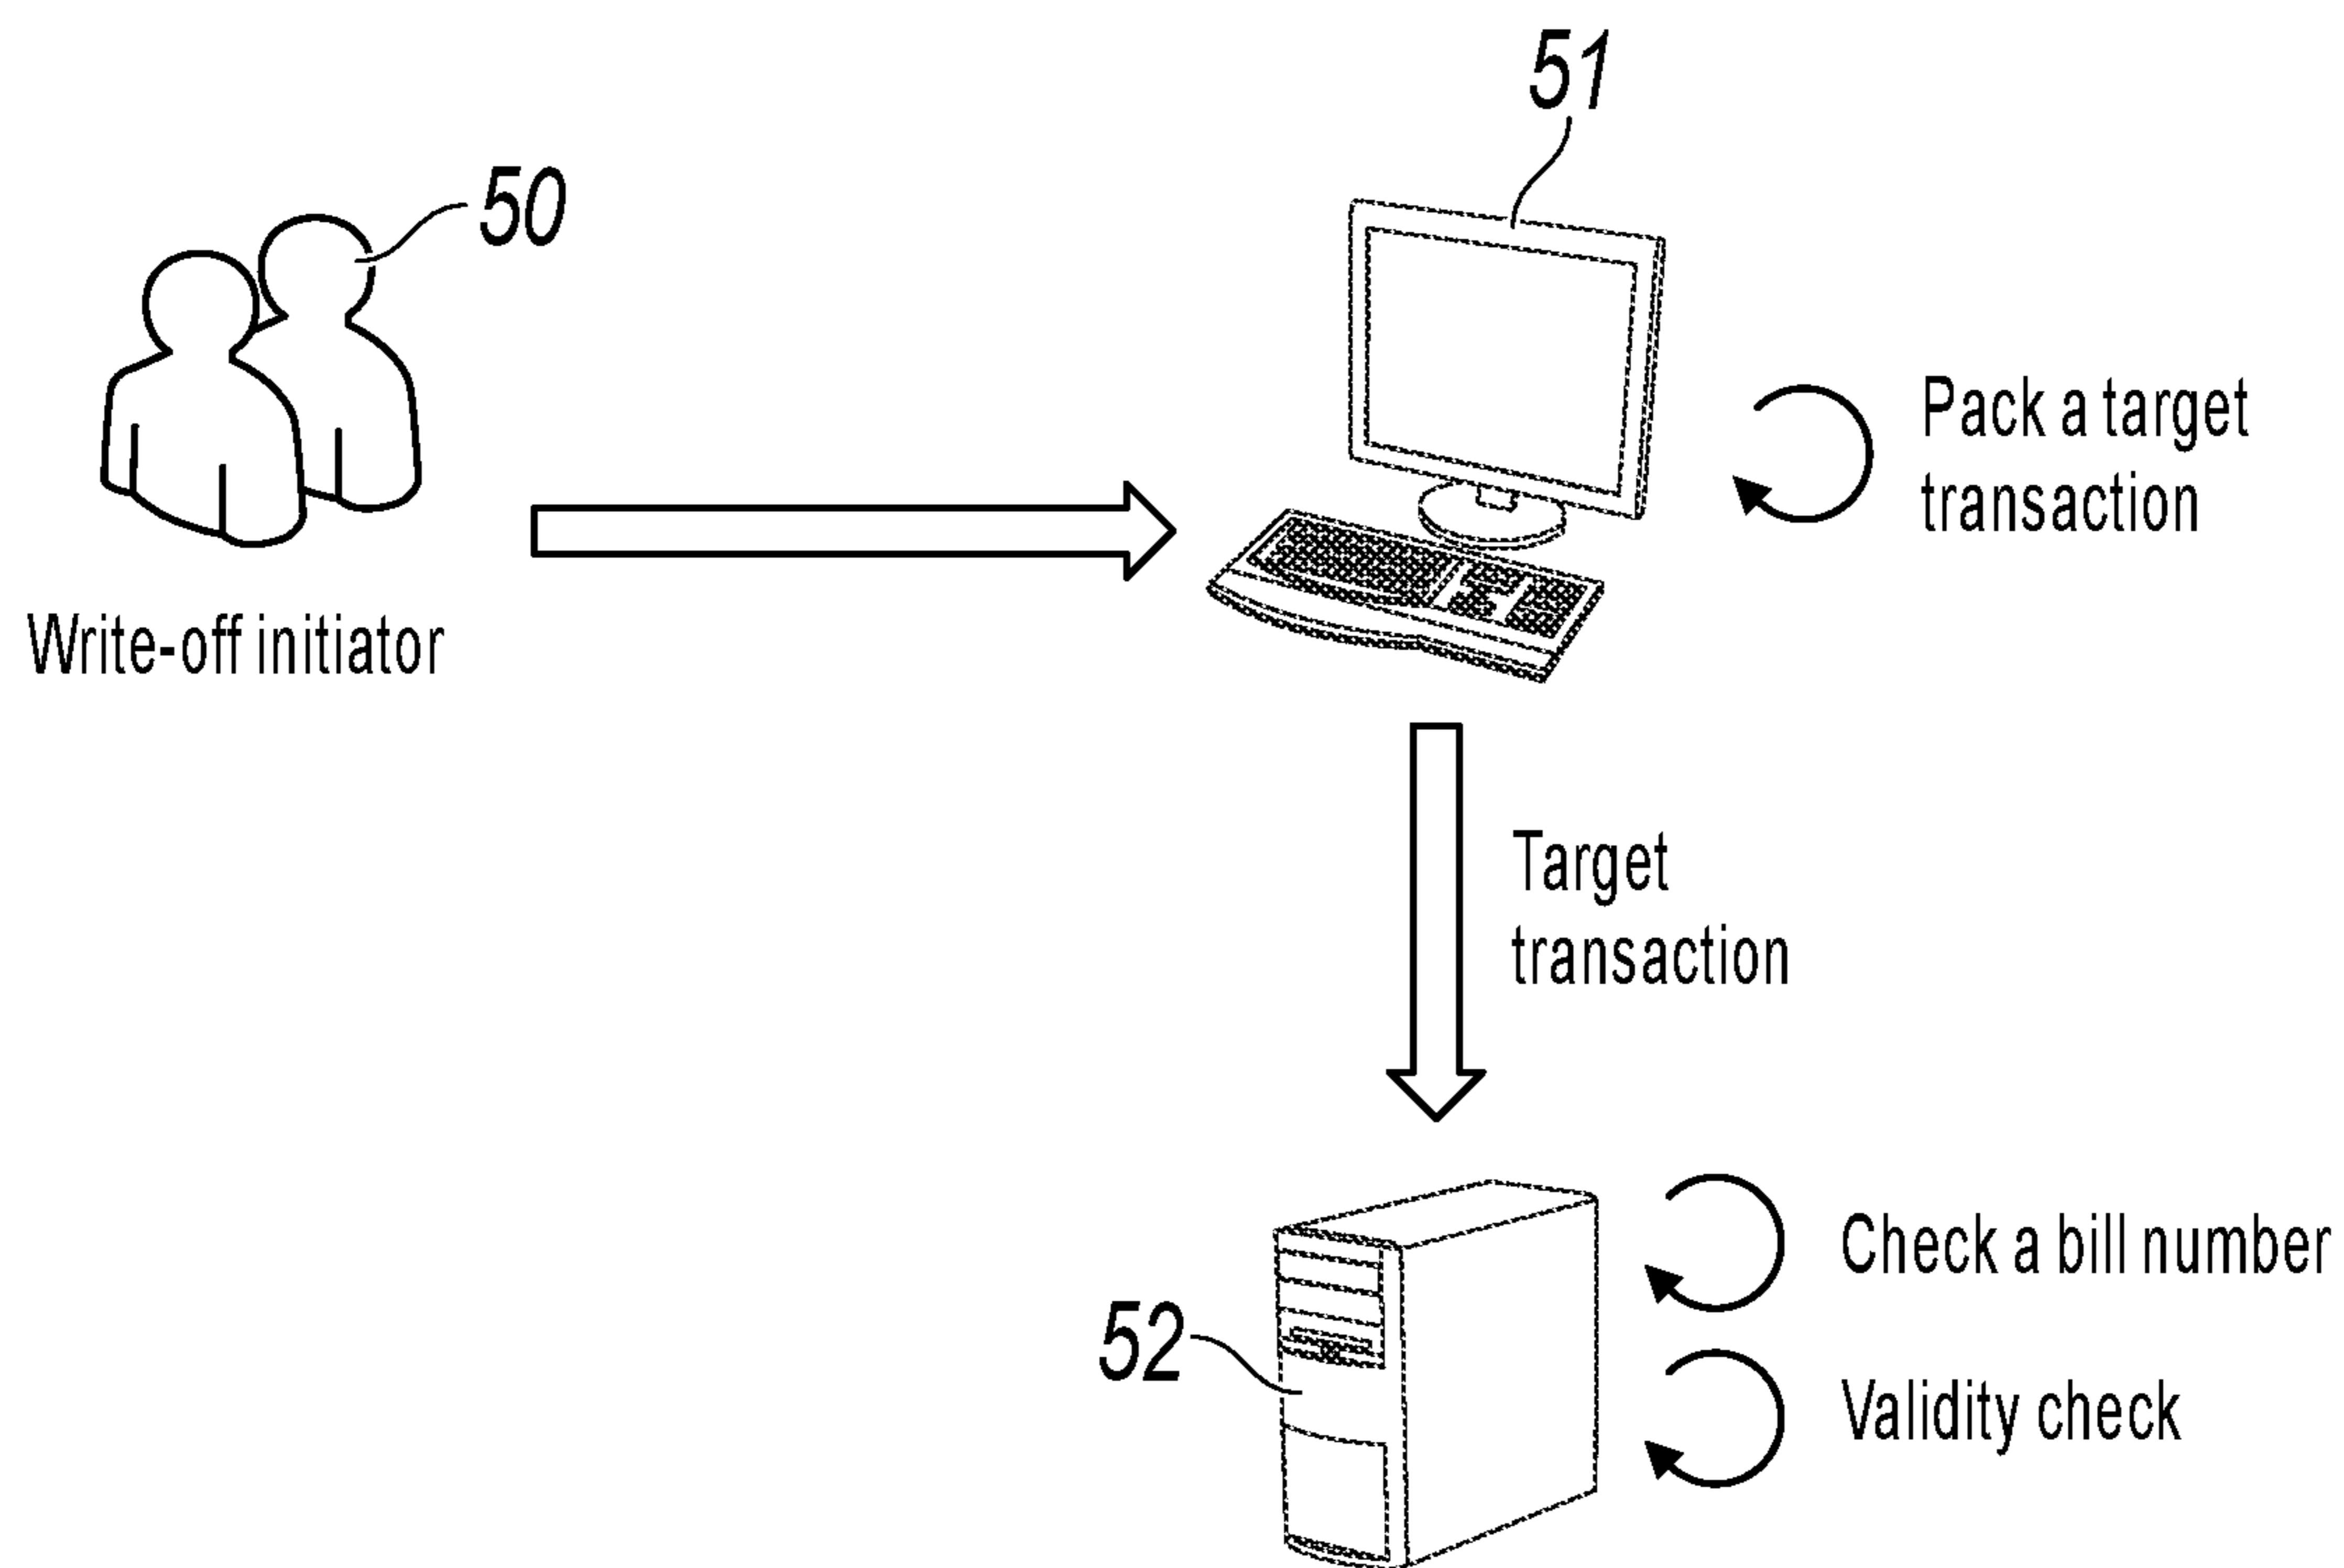 51
50
Pack a target
transaction
Write-off initiator
Target
transaction
Check a bill number
52
Validity check